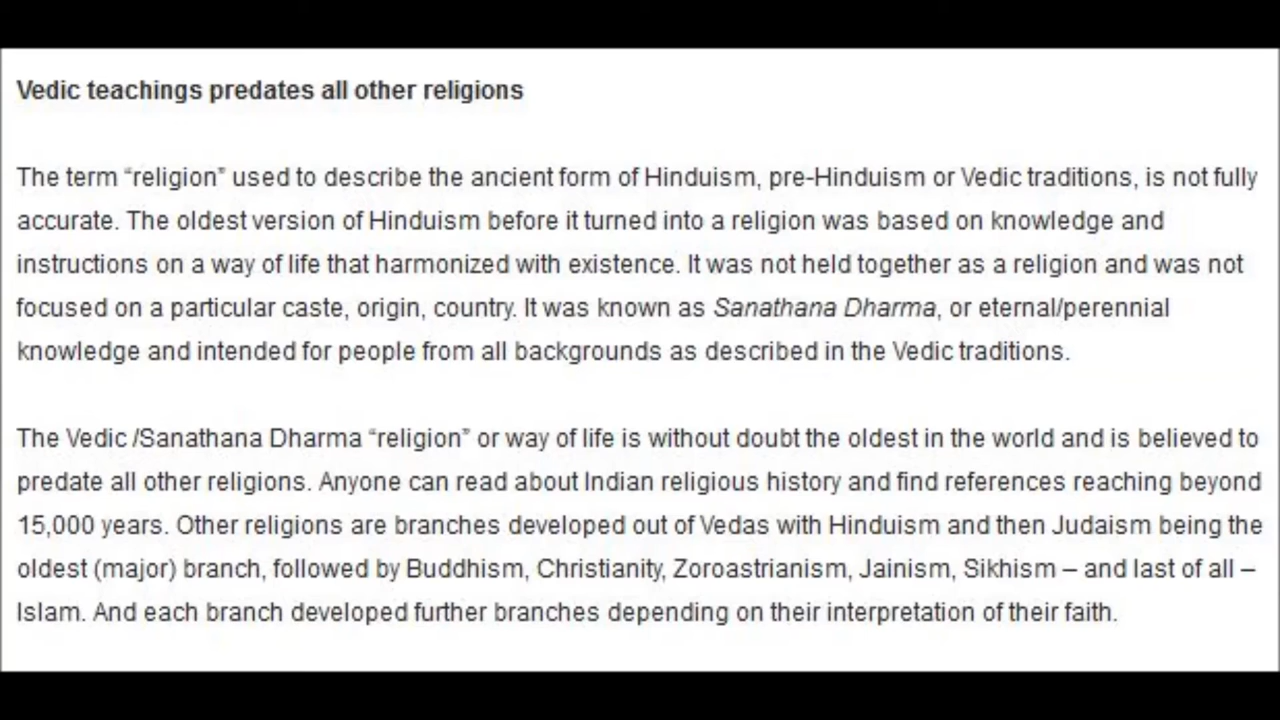 Vedic teachings predates all other religions
The term “religion” used to describe the ancient form of Hinduism, pre-Hinduism or Vedic traditions, is not fully
accurate. The oldest version of Hinduism before it turned into a religion was based on knowledge and
instructions on a way of life that harmonized with existence. It was not held together as a religion and was not
focused on a particular caste, origin, country. It was known as Sanathana Dharma, or eternal/perennial
knowledge and intended for people from all backgrounds as described in the Vedic traditions.
The Vedic /Sanathana Dharma “religion” or way of life is without doubt the oldest in the world and is believed to
predate all other religions. Anyone can read about Indian religious history and find references reaching beyond
15,000 years. Other religions are branches developed out of Vedas with Hinduism and then Judaism being the
oldest (major) branch, followed by Buddhism, Christianity, Zoroastrianism, Jainism, Sikhism – and last of all –
Islam. And each branch developed further branches depending on their interpretation of their faith.